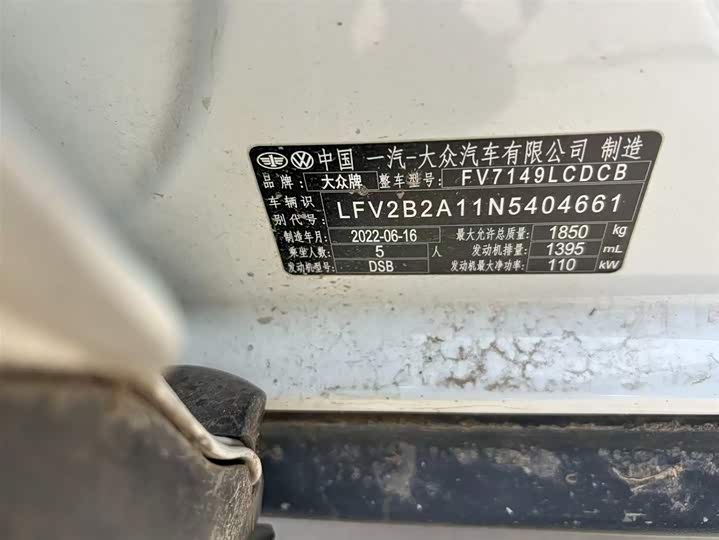 中国 一汽-大众汽车有限公司 制造
品牌: 大众牌 整车型号: FV7149LCDCB
车辆识别代号: LFV2B2A11N5404661
制造年月: 2022-06-16 最大允许总质量: 1850 kg
乘坐人数: 5 人 发动机排量: 1395 mL
发动机型号: DSB 发动机最大净功率: 110 kW